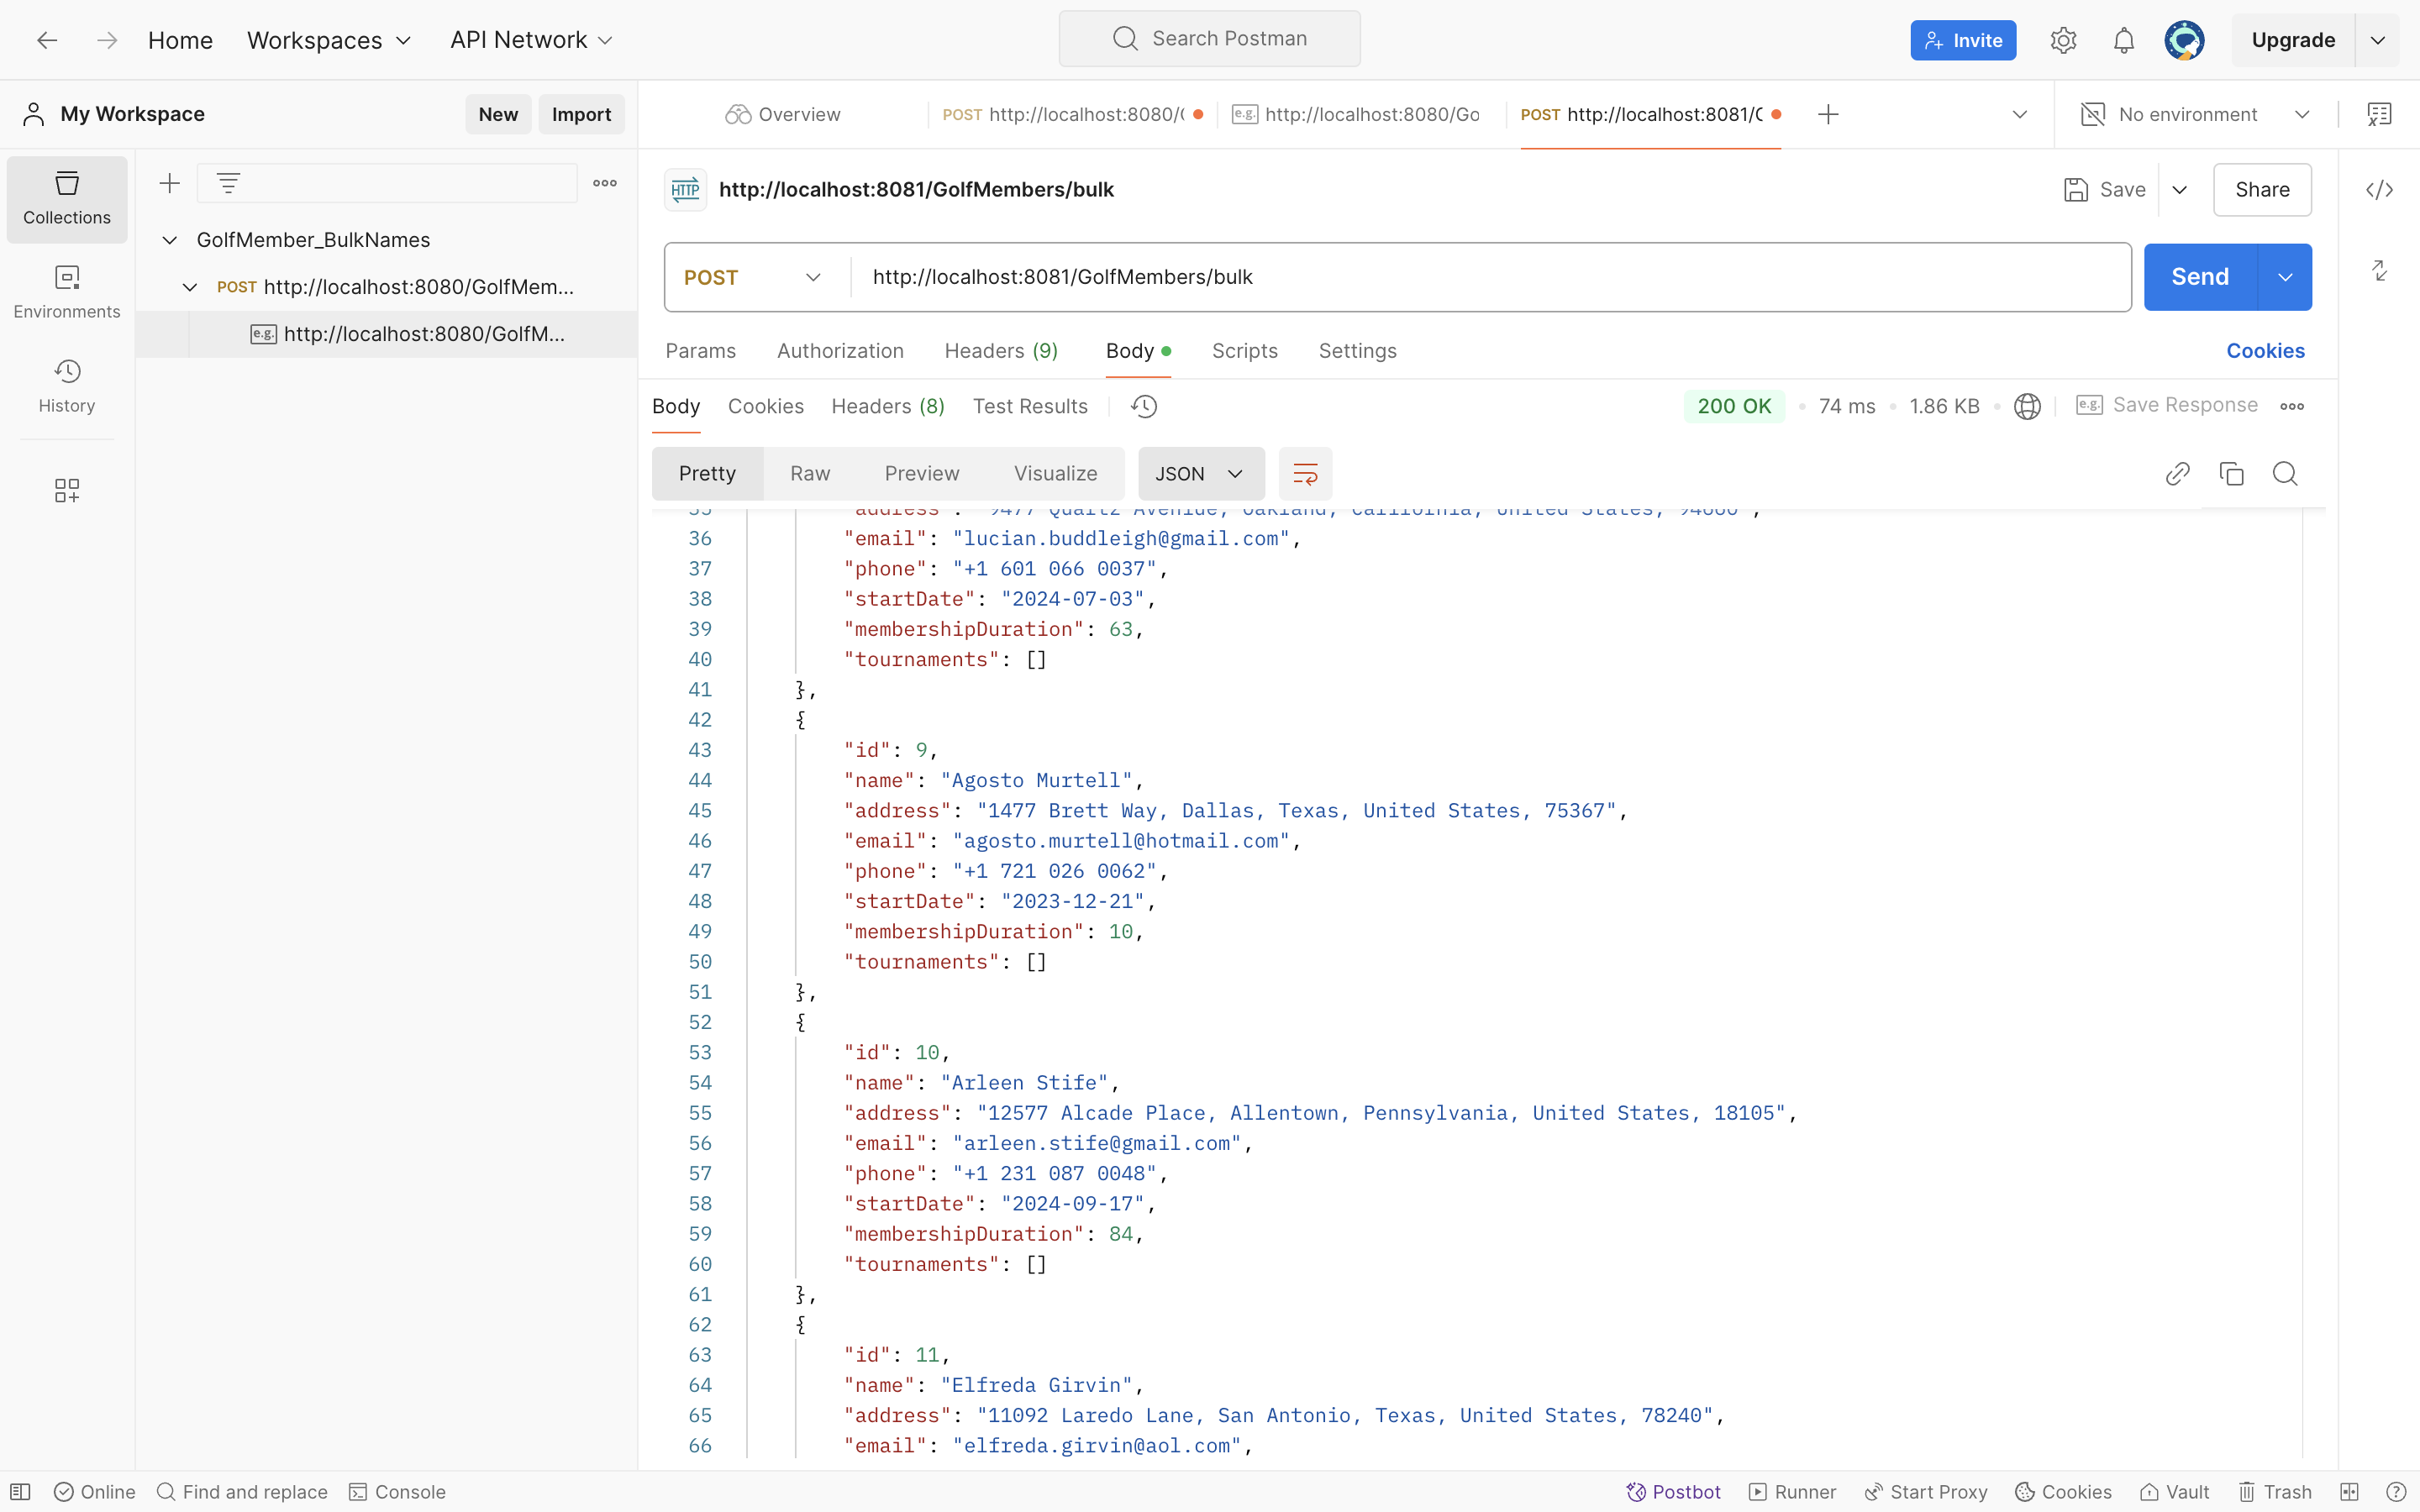 Home Workspaces API Network Search Postman Invite Upgrade
My Workspace New Import
Overview POST http://localhost:8080/( e.g. http://localhost:8080/Go POST http://localhost:8081/C No environment
Collections
Environments
History
GolfMember_BulkNames
POST http://localhost:8080/GolfMem...
e.g. http://localhost:8080/GolfM...
HTTP http://localhost:8081/GolfMembers/bulk Save Share
POST http://localhost:8081/GolfMembers/bulk Send
Params Authorization Headers (9) Body Scripts Settings Cookies
Body Cookies Headers (8) Test Results 200 OK 74 ms 1.86 KB e.g. Save Response
Pretty Raw Preview Visualize JSON
35 "address": "9477 Quartz Avenue, Oakland, California, United States, 94660",
36 "email": "lucian.buddleigh@gmail.com",
37 "phone": "+1 601 066 0037",
38 "startDate": "2024-07-03",
39 "membershipDuration": 63,
40 "tournaments": []
41 },
42 {
43 "id": 9,
44 "name": "Agosto Murtell",
45 "address": "1477 Brett Way, Dallas, Texas, United States, 75367",
46 "email": "agosto.murtell@hotmail.com",
47 "phone": "+1 721 026 0062",
48 "startDate": "2023-12-21",
49 "membershipDuration": 10,
50 "tournaments": []
51 },
52 {
53 "id": 10,
54 "name": "Arleen Stife",
55 "address": "12577 Alcade Place, Allentown, Pennsylvania, United States, 18105",
56 "email": "arleen.stife@gmail.com",
57 "phone": "+1 231 087 0048",
58 "startDate": "2024-09-17",
59 "membershipDuration": 84,
60 "tournaments": []
61 },
62 {
63 "id": 11,
64 "name": "Elfreda Girvin",
65 "address": "11092 Laredo Lane, San Antonio, Texas, United States, 78240",
66 "email": "elfreda.girvin@aol.com",
Online Find and replace Console Postbot Runner Start Proxy Cookies Vault Trash